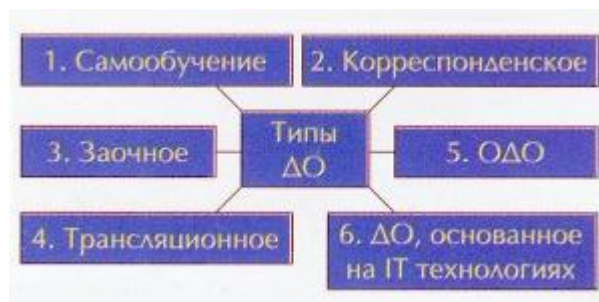 1. Самообучение
2. Корреспонденское
Типы
ДО
3. Заочное
5. ОДО
4. Трансляционное
6. ДО, основанное
на IT технологиях